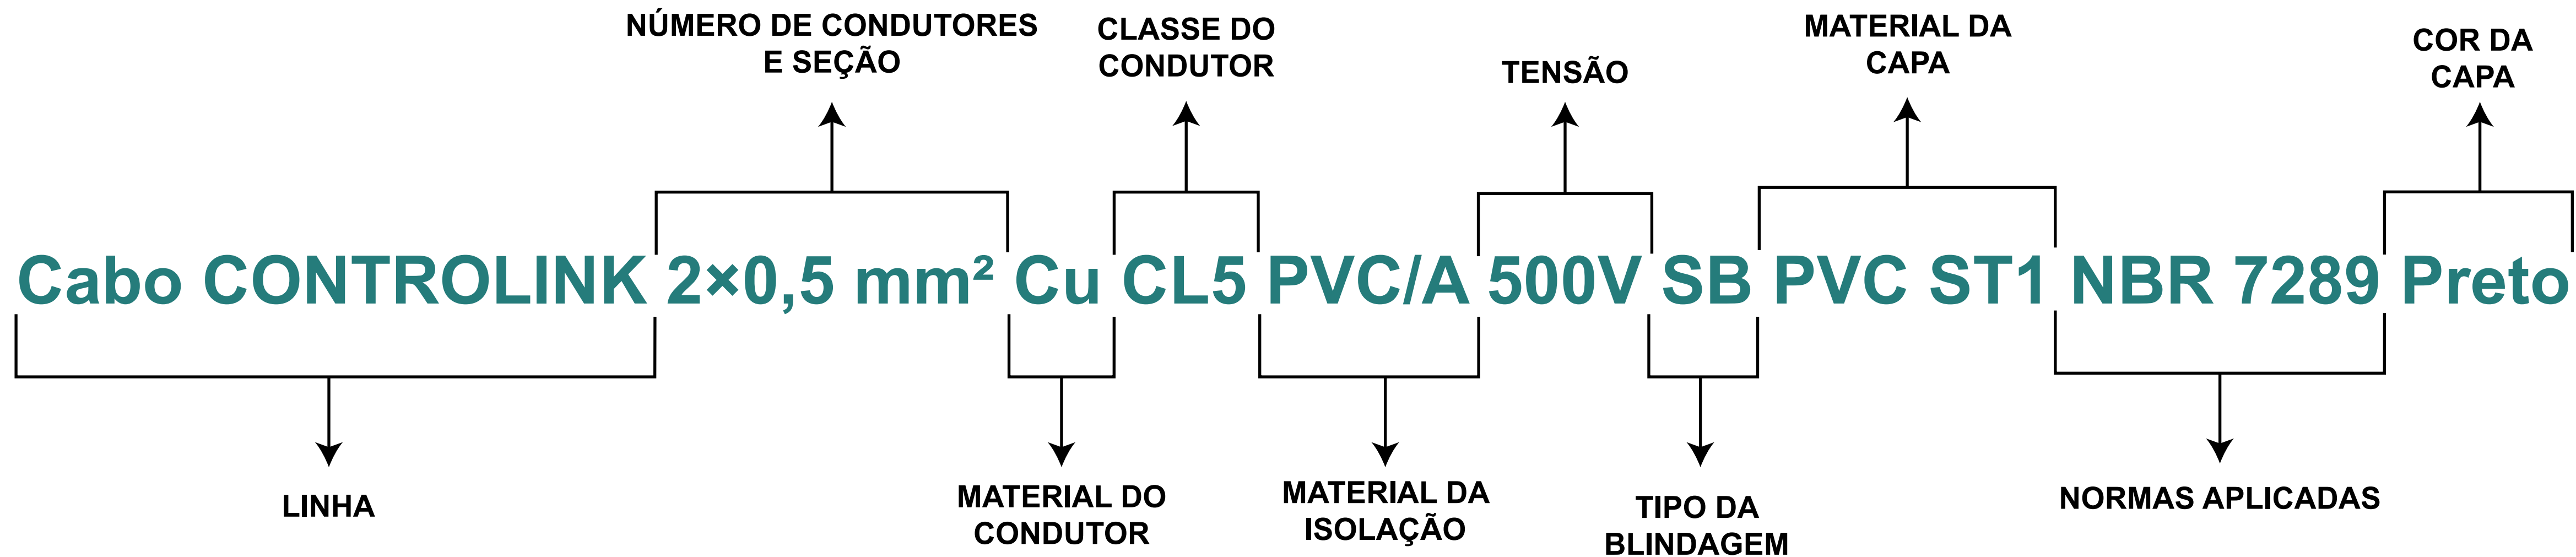 NÚMERO DE CONDUTORES
E SEÇÃO
CLASSE DO
CONDUTOR
TENSÃO
MATERIAL DA
CAPA
COR DA
CAPA
Cabo CONTROLINK 2×0,5 mm² Cu CL5 PVC/A 500V SB PVC ST1 NBR 7289 Preto
LINHA
MATERIAL DO
CONDUTOR
MATERIAL DA
ISOLAÇÃO
TIPO DA
BLINDAGEM
NORMAS APLICADAS